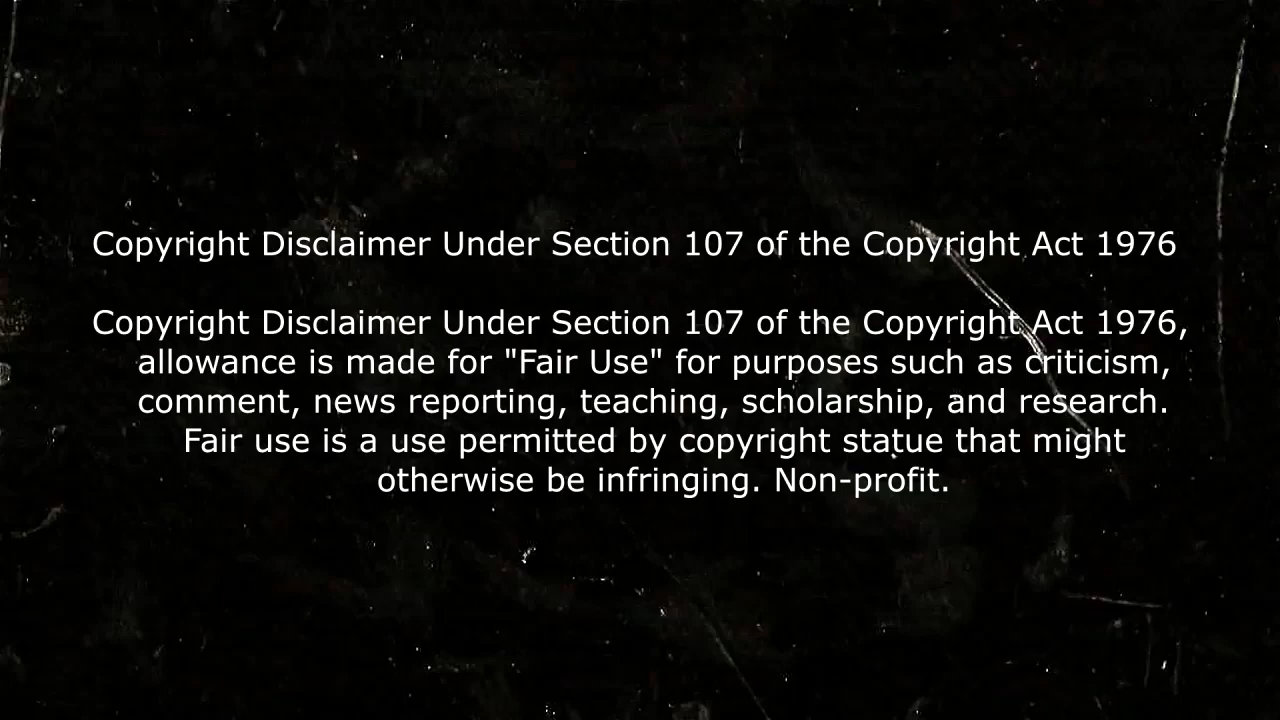 Copyright Disclaimer Under Section 107 of the Copyright Act 1976
Copyright Disclaimer Under Section 107 of the Copyright Act 1976,
allowance is made for "Fair Use" for purposes such as criticism,
comment, news reporting, teaching, scholarship, and research.
Fair use is a use permitted by copyright statue that might
otherwise be infringing. Non-profit.